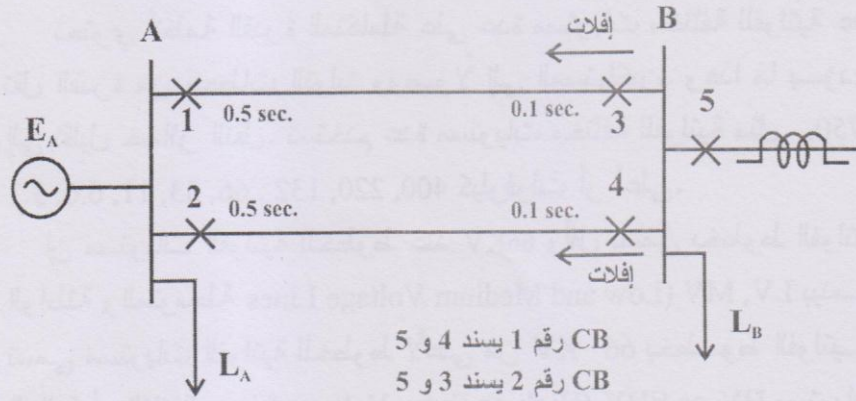 A
B
إفلات
5
0.5 sec.
0.1 sec.
1
3
E_A
2
4
0.5 sec.
0.1 sec.
إفلات
L_A
L_B
CB رقم 1 يسند 4 و 5
CB رقم 2 يسند 3 و 5